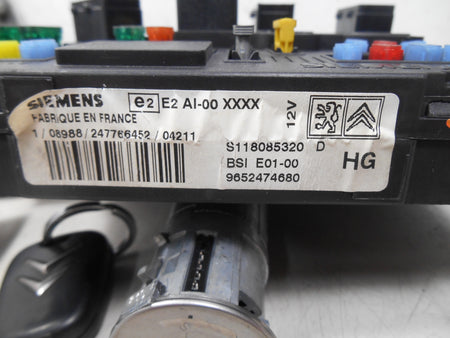 SIEMENS e2 E2 AI-00 XXXX
FABRIQUE EN FRANCE
1 / 08988 / 247766452 / 04211
12V
S118085320 D
BSI E01-00 HG
9652474680